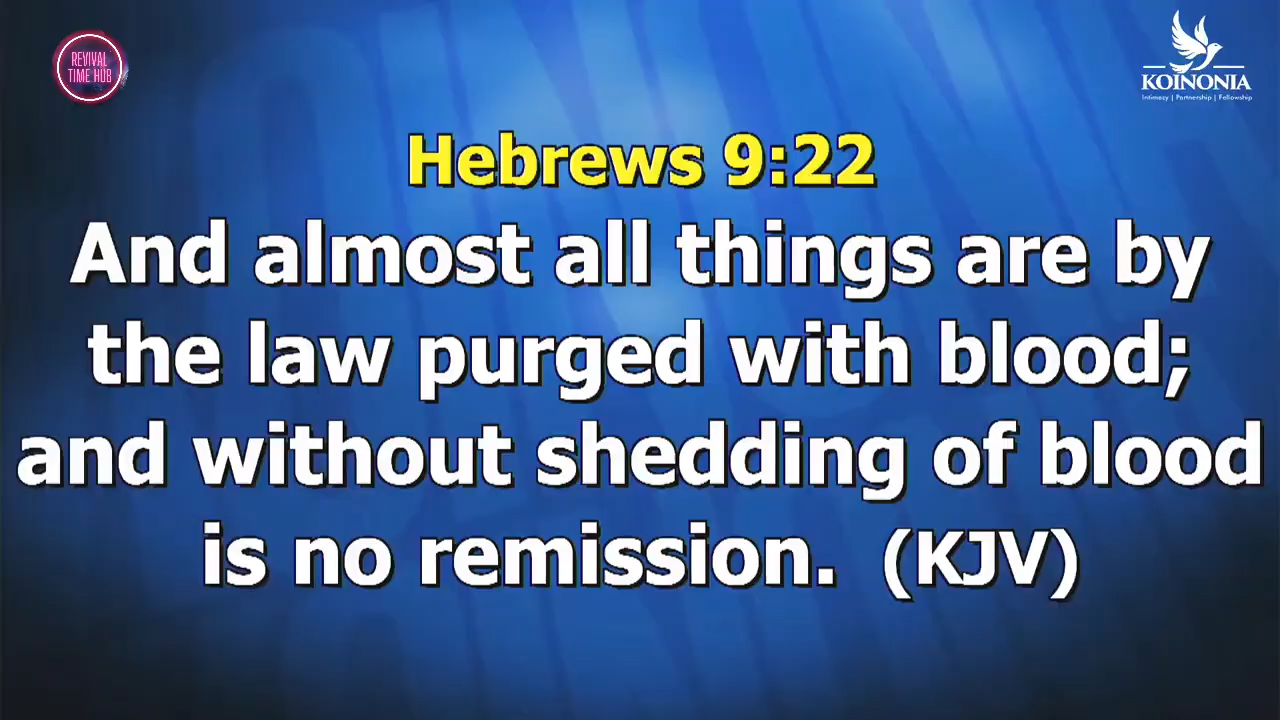 REVIVAL
TIME HUB
KOINONIA
Intimacy | Partnership | Fellowship
Hebrews 9:22
And almost all things are by
the law purged with blood;
and without shedding of blood
is no remission. (KJV)